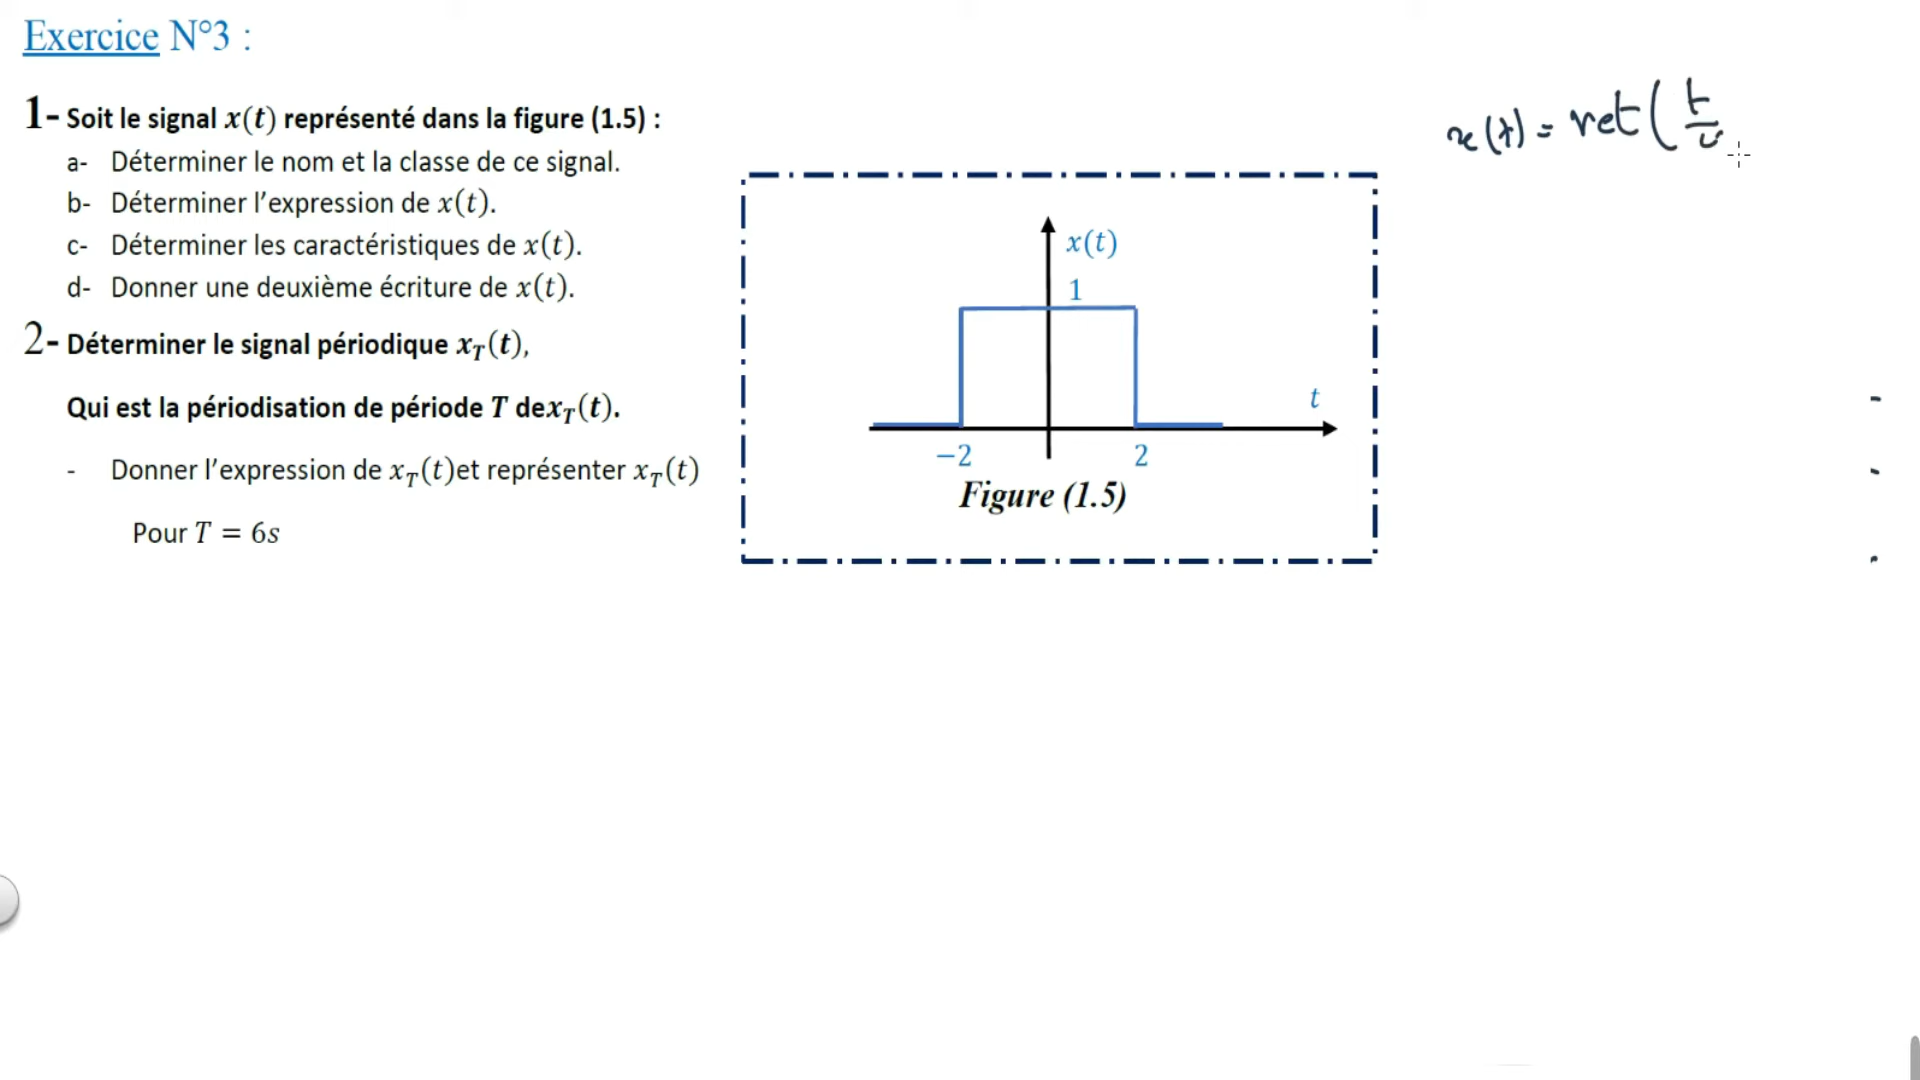 Exercice N°3 :
1- Soit le signal x(t) représenté dans la figure (1.5) :
a- Déterminer le nom et la classe de ce signal.
b- Déterminer l'expression de x(t).
c- Déterminer les caractéristiques de x(t).
d- Donner une deuxième écriture de x(t).
2- Déterminer le signal périodique x_T(t),
Qui est la périodisation de période T dex_T(t).
- Donner l'expression de x_T(t)et représenter x_T(t)
Pour T = 6s
x(t)
1
t
−2 2
Figure (1.5)
x(t) = ret(t/